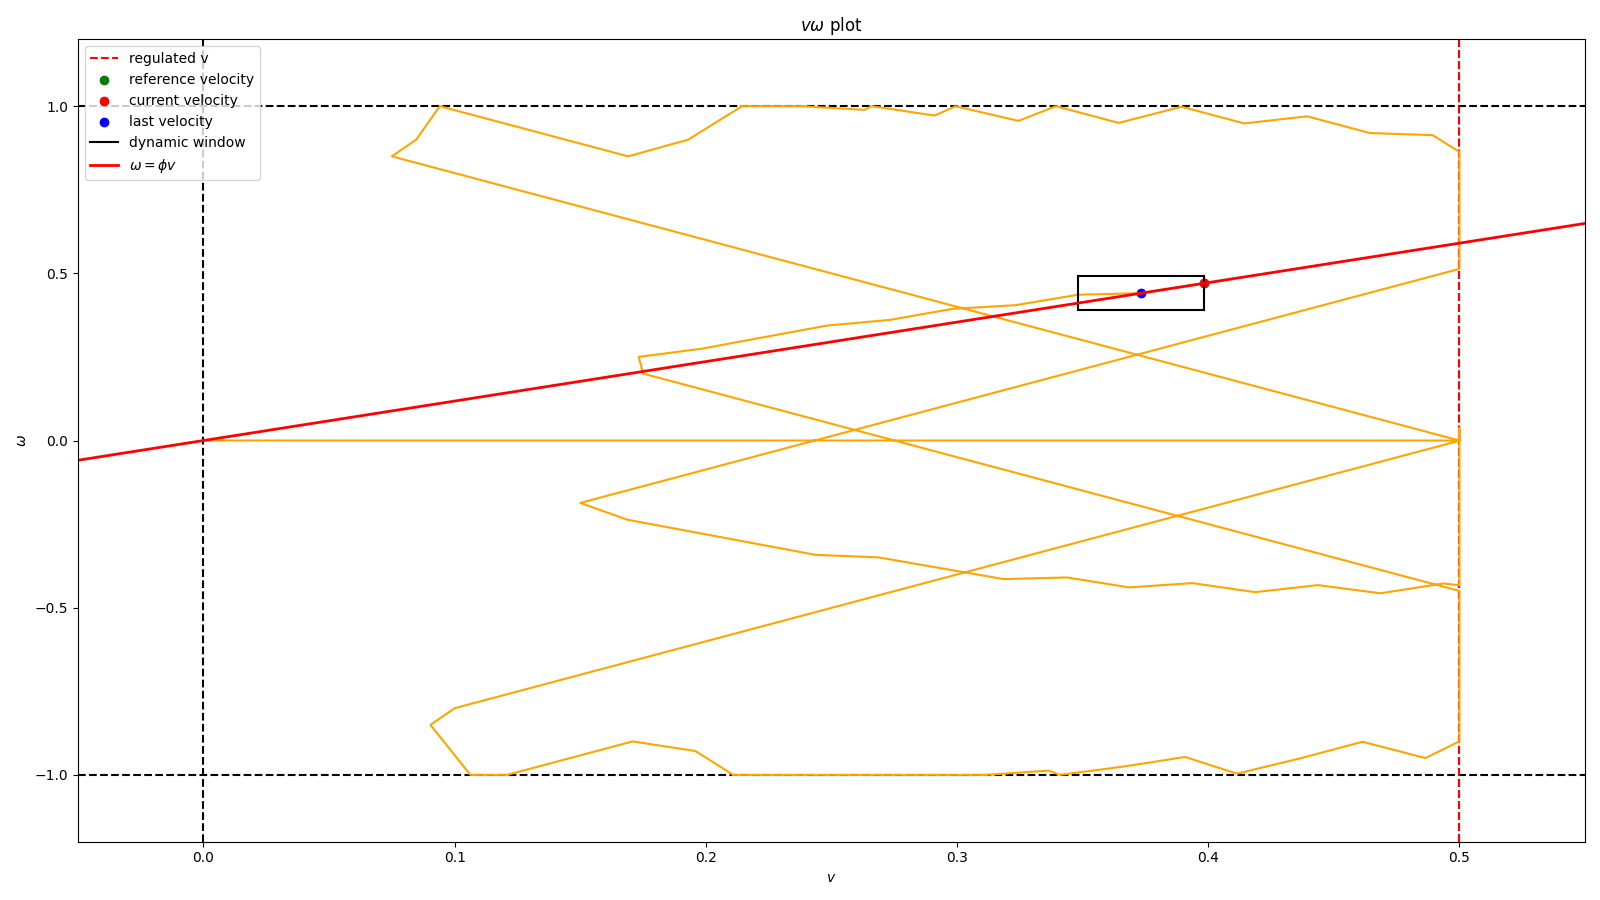 vω plot
regulated v
reference velocity
current velocity
last velocity
dynamic window
ω = ϕv
1.0
0.5
0.0
−0.5
−1.0
ω
0.0 0.1 0.2 0.3 0.4 0.5
v